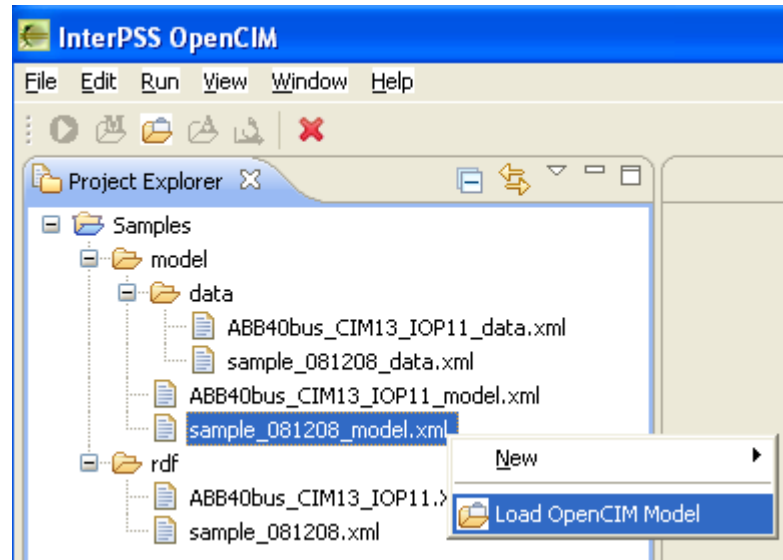 InterPSS OpenCIM
File Edit Run View Window Help
Project Explorer
Samples
model
data
ABB40bus_CIM13_IOP11_data.xml
sample_081208_data.xml
ABB40bus_CIM13_IOP11_model.xml
sample_081208_model.xml
New
rdf
ABB40bus_CIM13_IOP11.X
Load OpenCIM Model
sample_081208.xml